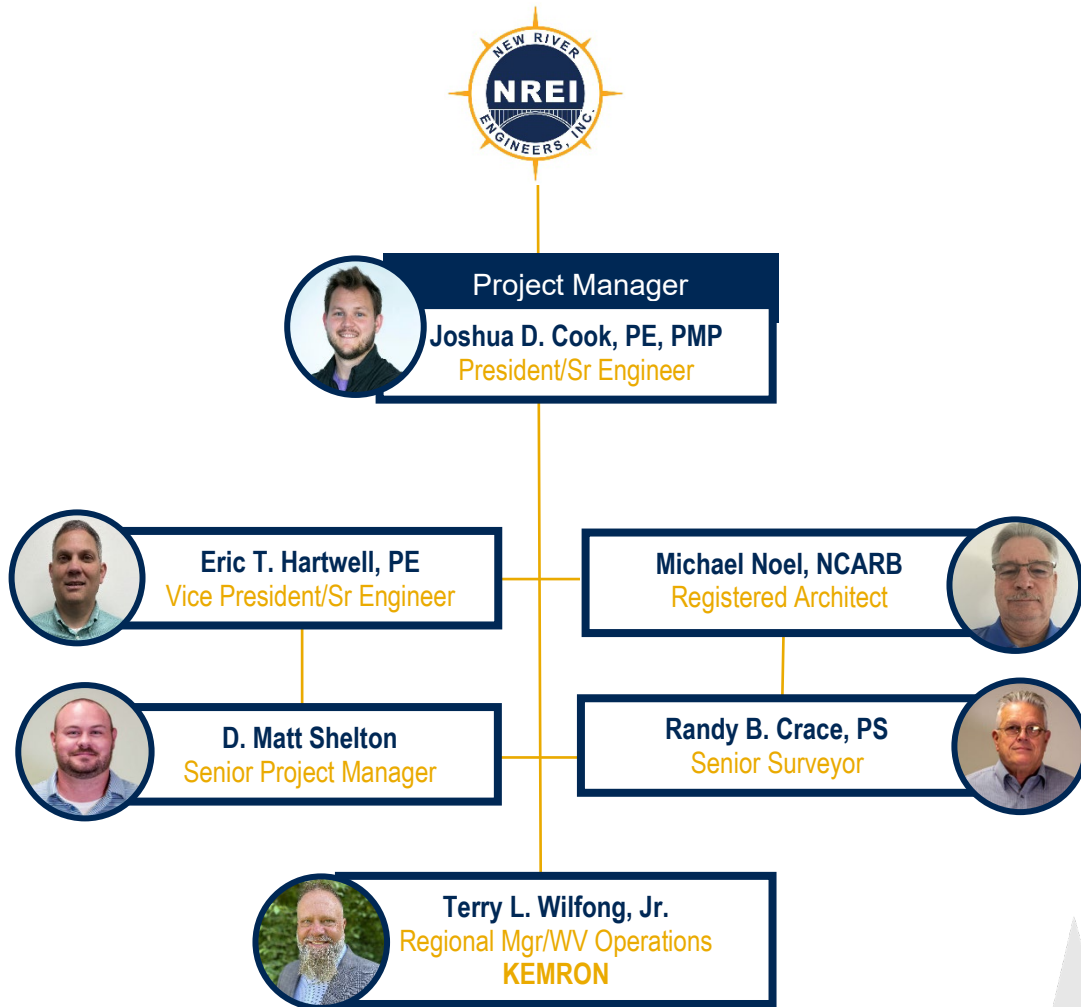 NEW RIVER
NREI
ENGINEERS, INC.
Project Manager
Joshua D. Cook, PE, PMP
President/Sr Engineer
Eric T. Hartwell, PE
Vice President/Sr Engineer
Michael Noel, NCARB
Registered Architect
D. Matt Shelton
Senior Project Manager
Randy B. Crace, PS
Senior Surveyor
Terry L. Wilfong, Jr.
Regional Mgr/WV Operations
KEMRON